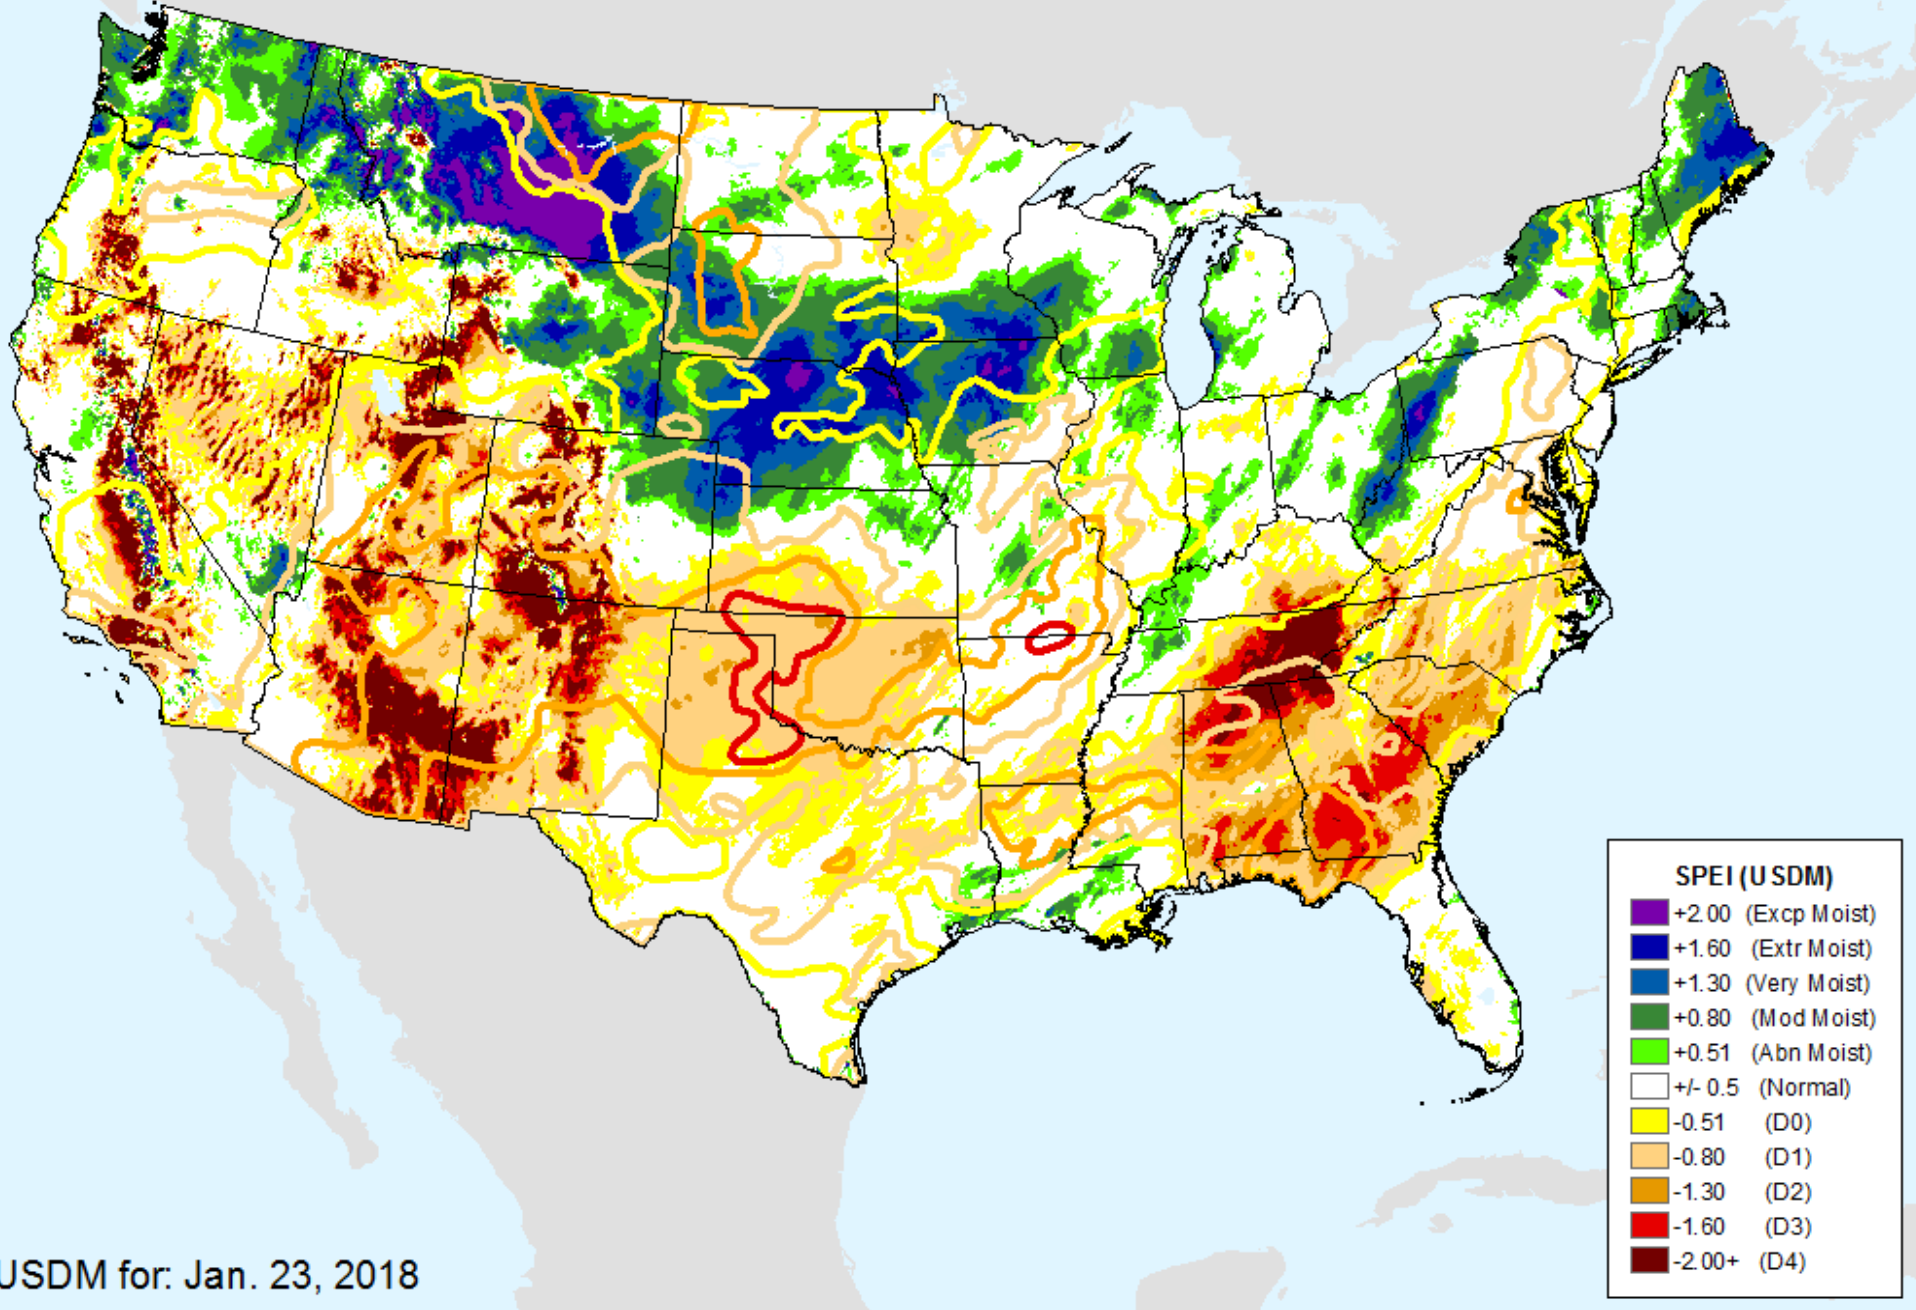 SPEI (USDM)
+2.00 (Excp Moist)
+1.60 (Extr Moist)
+1.30 (Very Moist)
+0.80 (Mod Moist)
+0.51 (Abn Moist)
+/- 0.5 (Normal)
-0.51 (D0)
-0.80 (D1)
-1.30 (D2)
-1.60 (D3)
-2.00+ (D4)
USDM for: Jan. 23, 2018